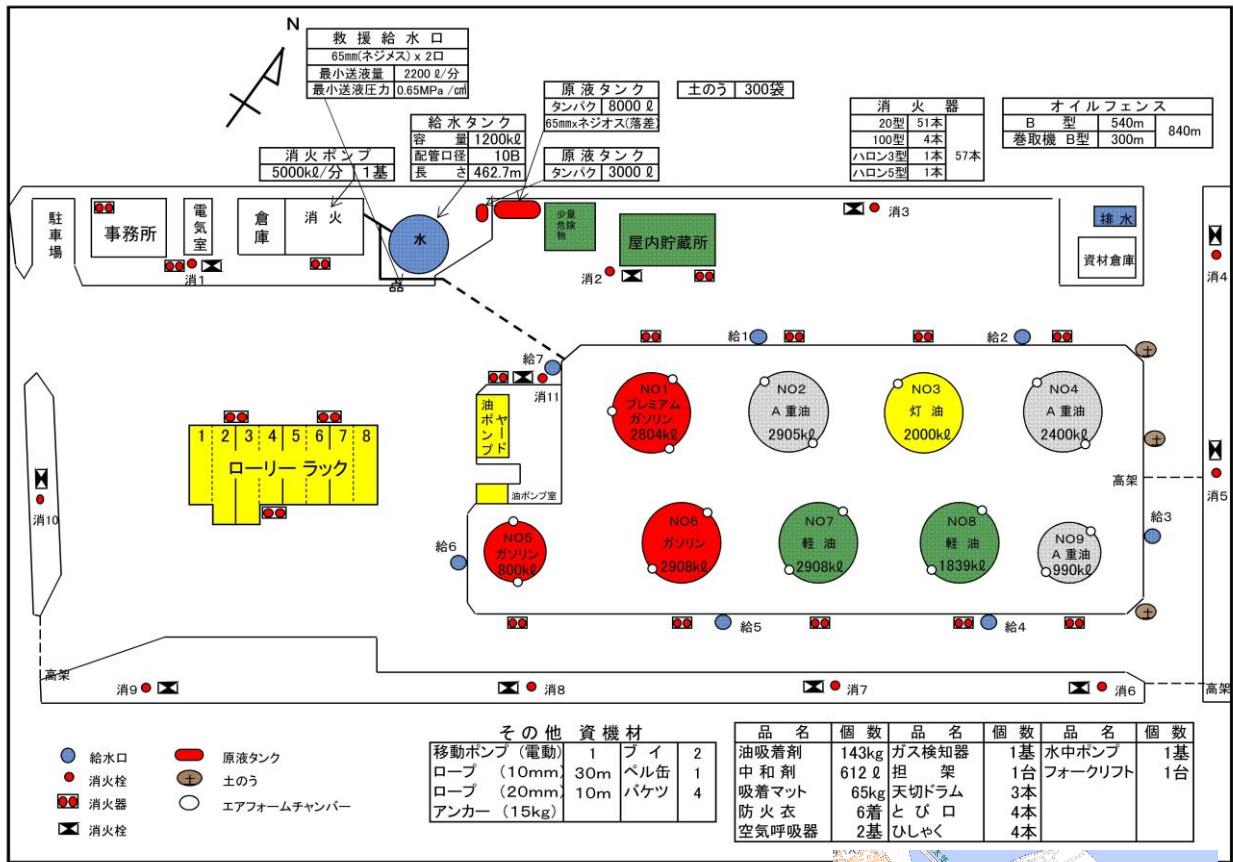 N
救援給水口
65mm(ネジメス) x 2口
最小送液量 2200 ℓ/分
最小送液圧力 0.65MPa /㎠
原液タンク
タンパク 8000 ℓ
65mmxネジオス(落差)
土のう 300袋
消火器
20型 51本
100型 4本
ハロン3型 1本
ハロン5型 1本
57本
オイルフェンス
B 型 540m
巻取機 B型 300m
840m
給水タンク
容量 1200kℓ
配管口径 10B
長さ 462.7m
消火ポンプ
5000kℓ/分 1基
原液タンク
タンパク 3000 ℓ
駐車場
事務所
電気室
倉庫
消火
水
少量危険物
屋内貯蔵所
消3
排水
資材倉庫
消1
消2
消4
給1
給2
給7
消11
土
NO1
プレミアム
ガソリン
2804kℓ
NO2
A 重油
2905kℓ
NO3
灯油
2000kℓ
NO4
A 重油
2400kℓ
油ポンプ
ヤード
土
1 2 3 4 5 6 7 8
ローリー ラック
高架
消5
油ポンプ室
消10
給3
給6
NO5
ガソリン
800kℓ
NO6
ガソリン
2908kℓ
NO7
軽 油
2908kℓ
NO8
軽 油
1839kℓ
NO9
A 重油
990kℓ
土
給5
給4
高架
消9
消8
消7
消6
高架
給水口
消火栓
消火器
消火栓
原液タンク
土 土のう
エアフォームチャンバー
その他 資機材
移動ポンプ (電動) 1 ブイ 2
ロープ (10mm) 30m ペル缶 1
ロープ (20mm) 10m バケツ 4
アンカー (15kg)
品名 個数 品名 個数 品名 個数
油吸着剤 143kg ガス検知器 1基 水中ポンプ 1基
中和剤 612 ℓ 担架 1台 フォークリフト 1台
吸着マット 65kg 天切ドラム 3本
防火衣 6着 とび口 4本
空気呼吸器 2基 ひしゃく 4本